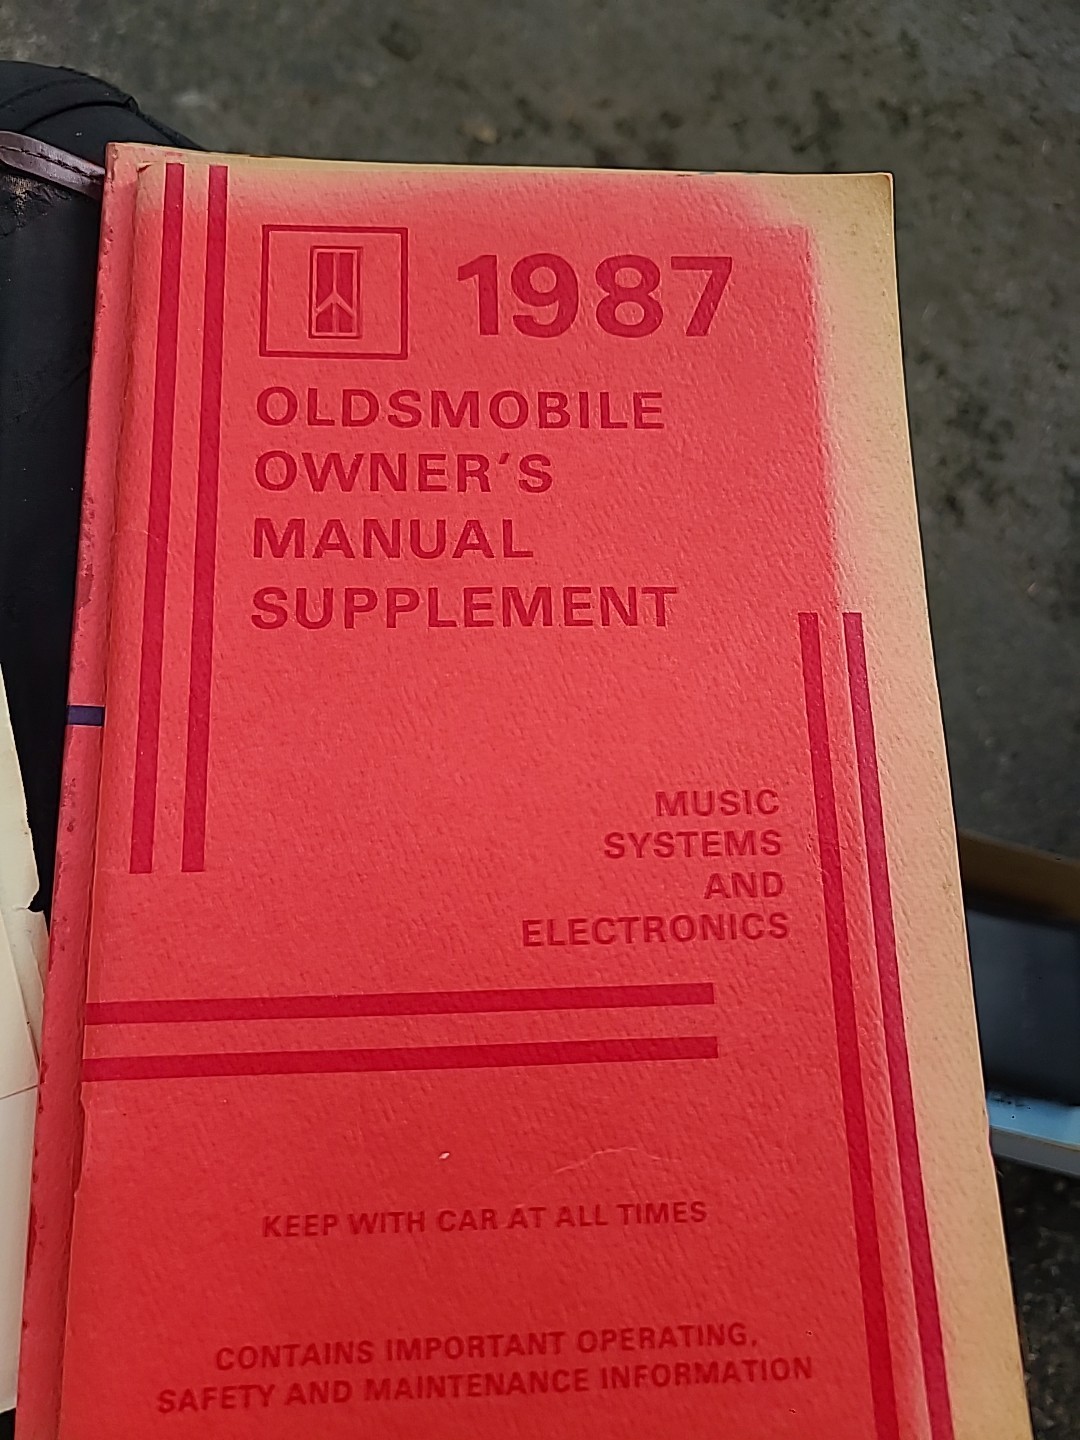 1987
OLDSMOBILE
OWNER'S
MANUAL
SUPPLEMENT
MUSIC
SYSTEMS
AND
ELECTRONICS
KEEP WITH CAR AT ALL TIMES
CONTAINS IMPORTANT OPERATING,
SAFETY AND MAINTENANCE INFORMATION